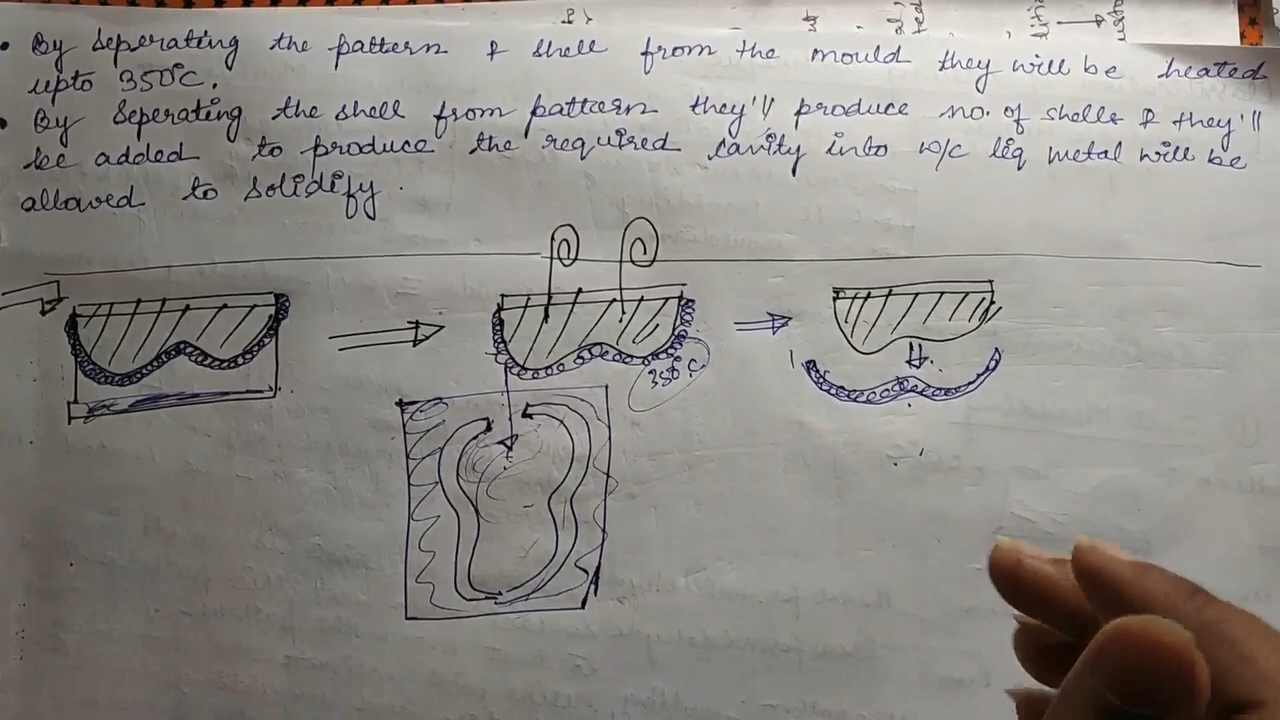 • By seperating the pattern & shell from the mould they will be heated
upto 350°C.
• By seperating the shell from pattern they'll produce no. of shells & they'll
be added to produce the required cavity into w/c liq metal will be
allowed to solidify.
350°C